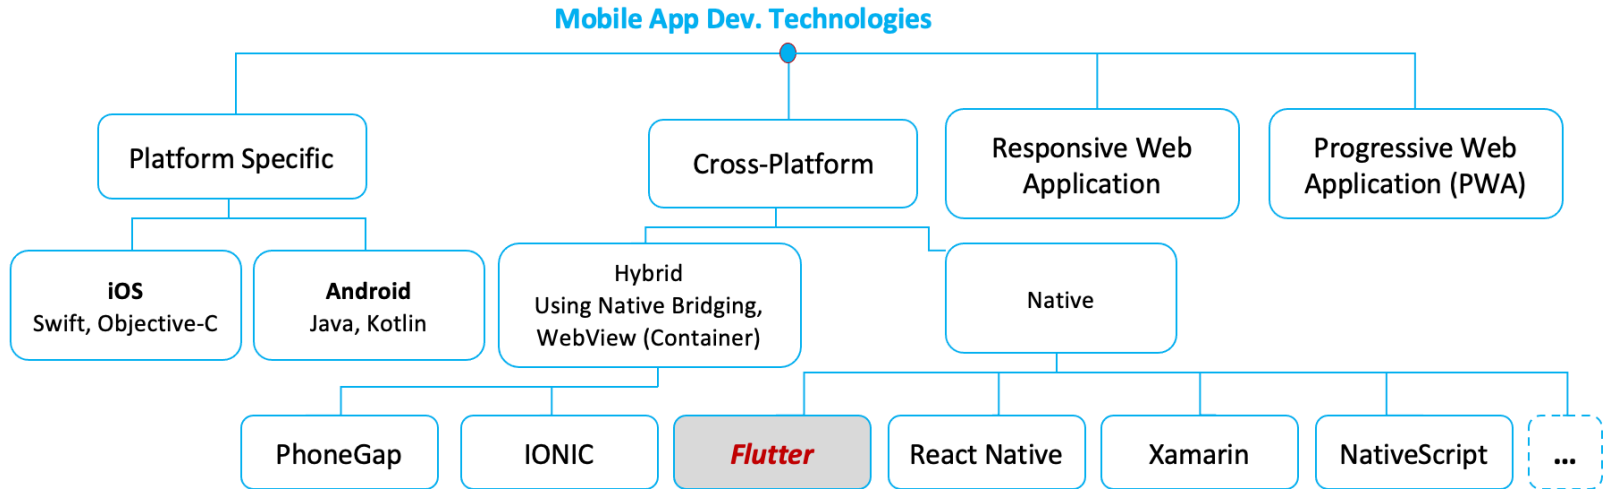 Mobile App Dev. Technologies
Platform Specific
Cross-Platform
Responsive Web
Application
Progressive Web
Application (PWA)
iOS
Swift, Objective-C
Android
Java, Kotlin
Hybrid
Using Native Bridging,
WebView (Container)
Native
PhoneGap
IONIC
Flutter
React Native
Xamarin
NativeScript
...